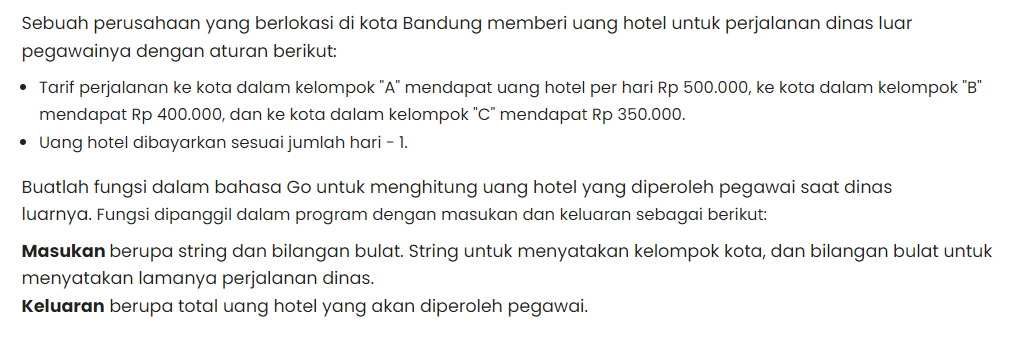 Sebuah perusahaan yang berlokasi di kota Bandung memberi uang hotel untuk perjalanan dinas luar
pegawainya dengan aturan berikut:
• Tarif perjalanan ke kota dalam kelompok "A" mendapat uang hotel per hari Rp 500.000, ke kota dalam kelompok "B"
mendapat Rp 400.000, dan ke kota dalam kelompok "C" mendapat Rp 350.000.
• Uang hotel dibayarkan sesuai jumlah hari - 1.
Buatlah fungsi dalam bahasa Go untuk menghitung uang hotel yang diperoleh pegawai saat dinas
luarnya. Fungsi dipanggil dalam program dengan masukan dan keluaran sebagai berikut:
Masukan berupa string dan bilangan bulat. String untuk menyatakan kelompok kota, dan bilangan bulat untuk
menyatakan lamanya perjalanan dinas.
Keluaran berupa total uang hotel yang akan diperoleh pegawai.